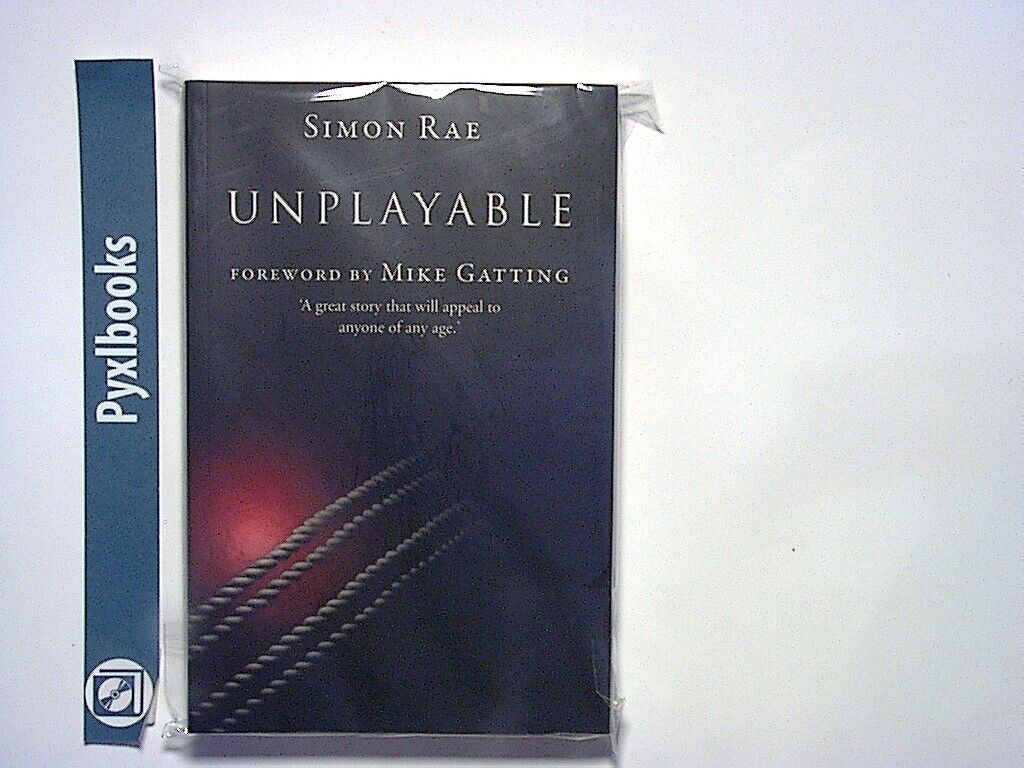 Pyxlbooks
SIMON RAE
UNPLAYABLE
FOREWORD BY MIKE GATTING
‘A great story that will appeal to
anyone of any age.’